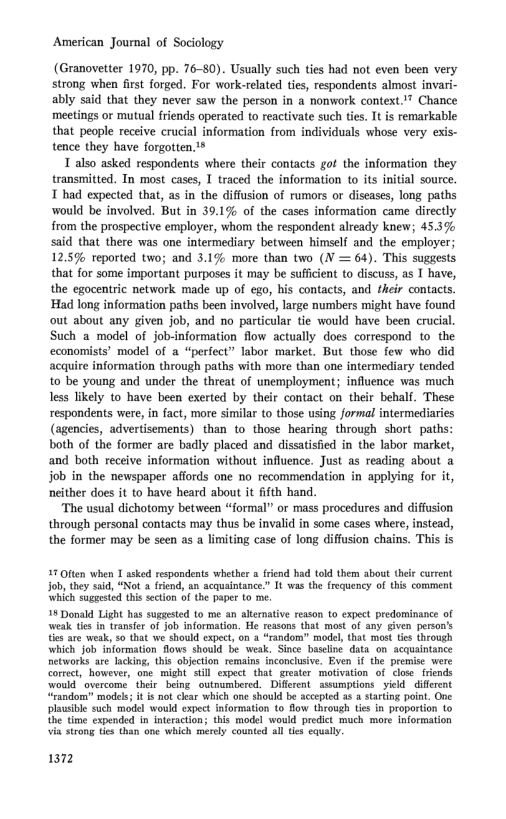 American Journal of Sociology
(Granovetter 1970, pp. 76–80). Usually such ties had not even been very
strong when first forged. For work-related ties, respondents almost invari-
ably said that they never saw the person in a nonwork context.17 Chance
meetings or mutual friends operated to reactivate such ties. It is remarkable
that people receive crucial information from individuals whose very exis-
tence they have forgotten.18
I also asked respondents where their contacts got the information they
transmitted. In most cases, I traced the information to its initial source.
I had expected that, as in the diffusion of rumors or diseases, long paths
would be involved. But in 39.1% of the cases information came directly
from the prospective employer, whom the respondent already knew; 45.3%
said that there was one intermediary between himself and the employer;
12.5% reported two; and 3.1% more than two (N = 64). This suggests
that for some important purposes it may be sufficient to discuss, as I have,
the egocentric network made up of ego, his contacts, and their contacts.
Had long information paths been involved, large numbers might have found
out about any given job, and no particular tie would have been crucial.
Such a model of job-information flow actually does correspond to the
economists' model of a "perfect" labor market. But those few who did
acquire information through paths with more than one intermediary tended
to be young and under the threat of unemployment; influence was much
less likely to have been exerted by their contact on their behalf. These
respondents were, in fact, more similar to those using formal intermediaries
(agencies, advertisements) than to those hearing through short paths:
both of the former are badly placed and dissatisfied in the labor market,
and both receive information without influence. Just as reading about a
job in the newspaper affords one no recommendation in applying for it,
neither does it to have heard about it fifth hand.
The usual dichotomy between "formal" or mass procedures and diffusion
through personal contacts may thus be invalid in some cases where, instead,
the former may be seen as a limiting case of long diffusion chains. This is
17 Often when I asked respondents whether a friend had told them about their current
job, they said, "Not a friend, an acquaintance." It was the frequency of this comment
which suggested this section of the paper to me.
18 Donald Light has suggested to me an alternative reason to expect predominance of
weak ties in transfer of job information. He reasons that most of any given person's
ties are weak, so that we should expect, on a "random" model, that most ties through
which job information flows should be weak. Since baseline data on acquaintance
networks are lacking, this objection remains inconclusive. Even if the premise were
correct, however, one might still expect that greater motivation of close friends
would overcome their being outnumbered. Different assumptions yield different
"random" models; it is not clear which one should be accepted as a starting point. One
plausible such model would expect information to flow through ties in proportion to
the time expended in interaction; this model would predict much more information
via strong ties than one which merely counted all ties equally.
1372